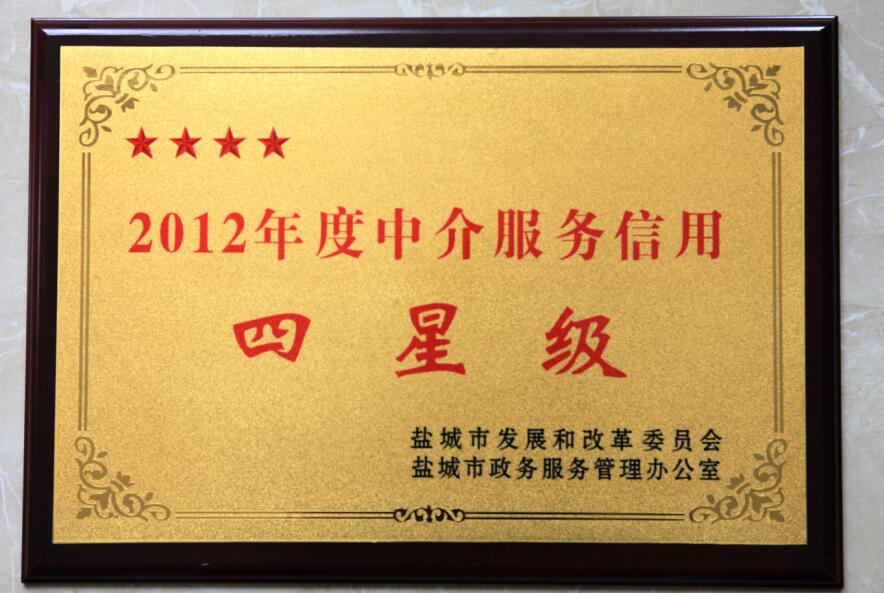 2012年度中介服务信用
四星级
盐城市发展和改革委员会
盐城市政务服务管理办公室